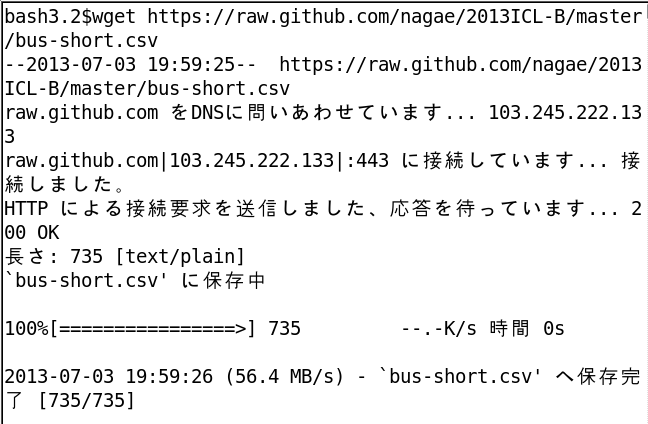 bash3.2$wget https://raw.github.com/nagae/2013ICL-B/master
/bus-short.csv
--2013-07-03 19:59:25--  https://raw.github.com/nagae/2013
ICL-B/master/bus-short.csv
raw.github.com をDNSに問いあわせています... 103.245.222.13
3
raw.github.com|103.245.222.133|:443 に接続しています... 接
続しました。
HTTP による接続要求を送信しました、応答を待っています... 2
00 OK
長さ: 735 [text/plain]
`bus-short.csv' に保存中

100%[================>] 735         --.-K/s 時間 0s

2013-07-03 19:59:26 (56.4 MB/s) - `bus-short.csv' へ保存完
了 [735/735]